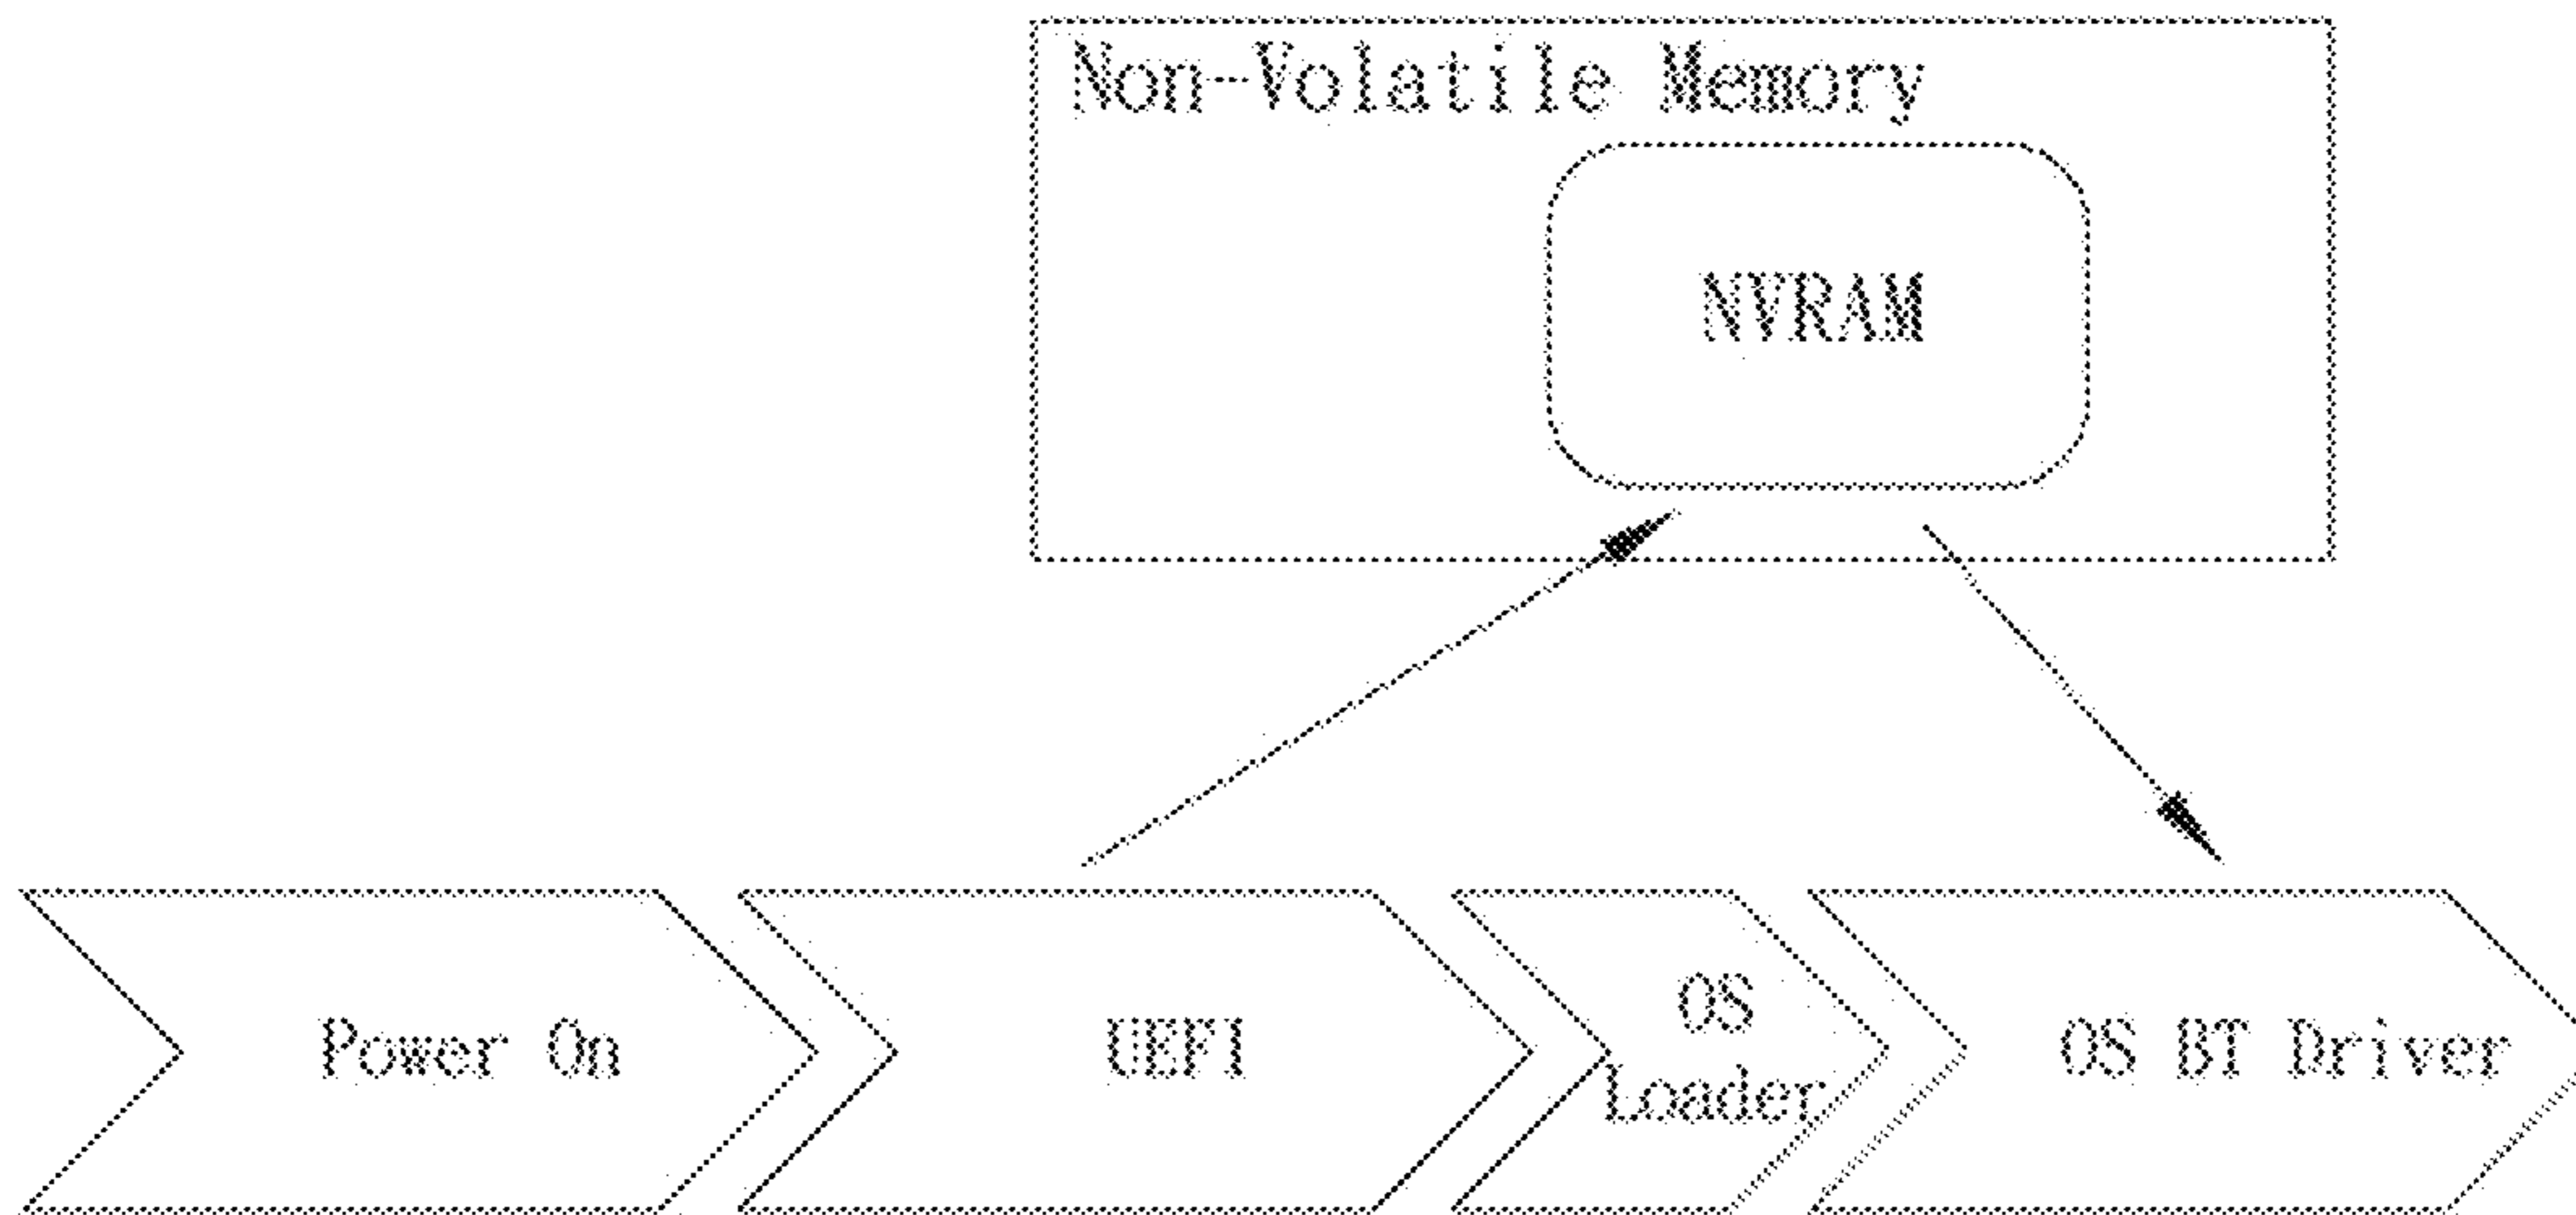 Non-Volatile Memory
NVRAM
Power On
UEFI
OS
Loader
OS BT Driver